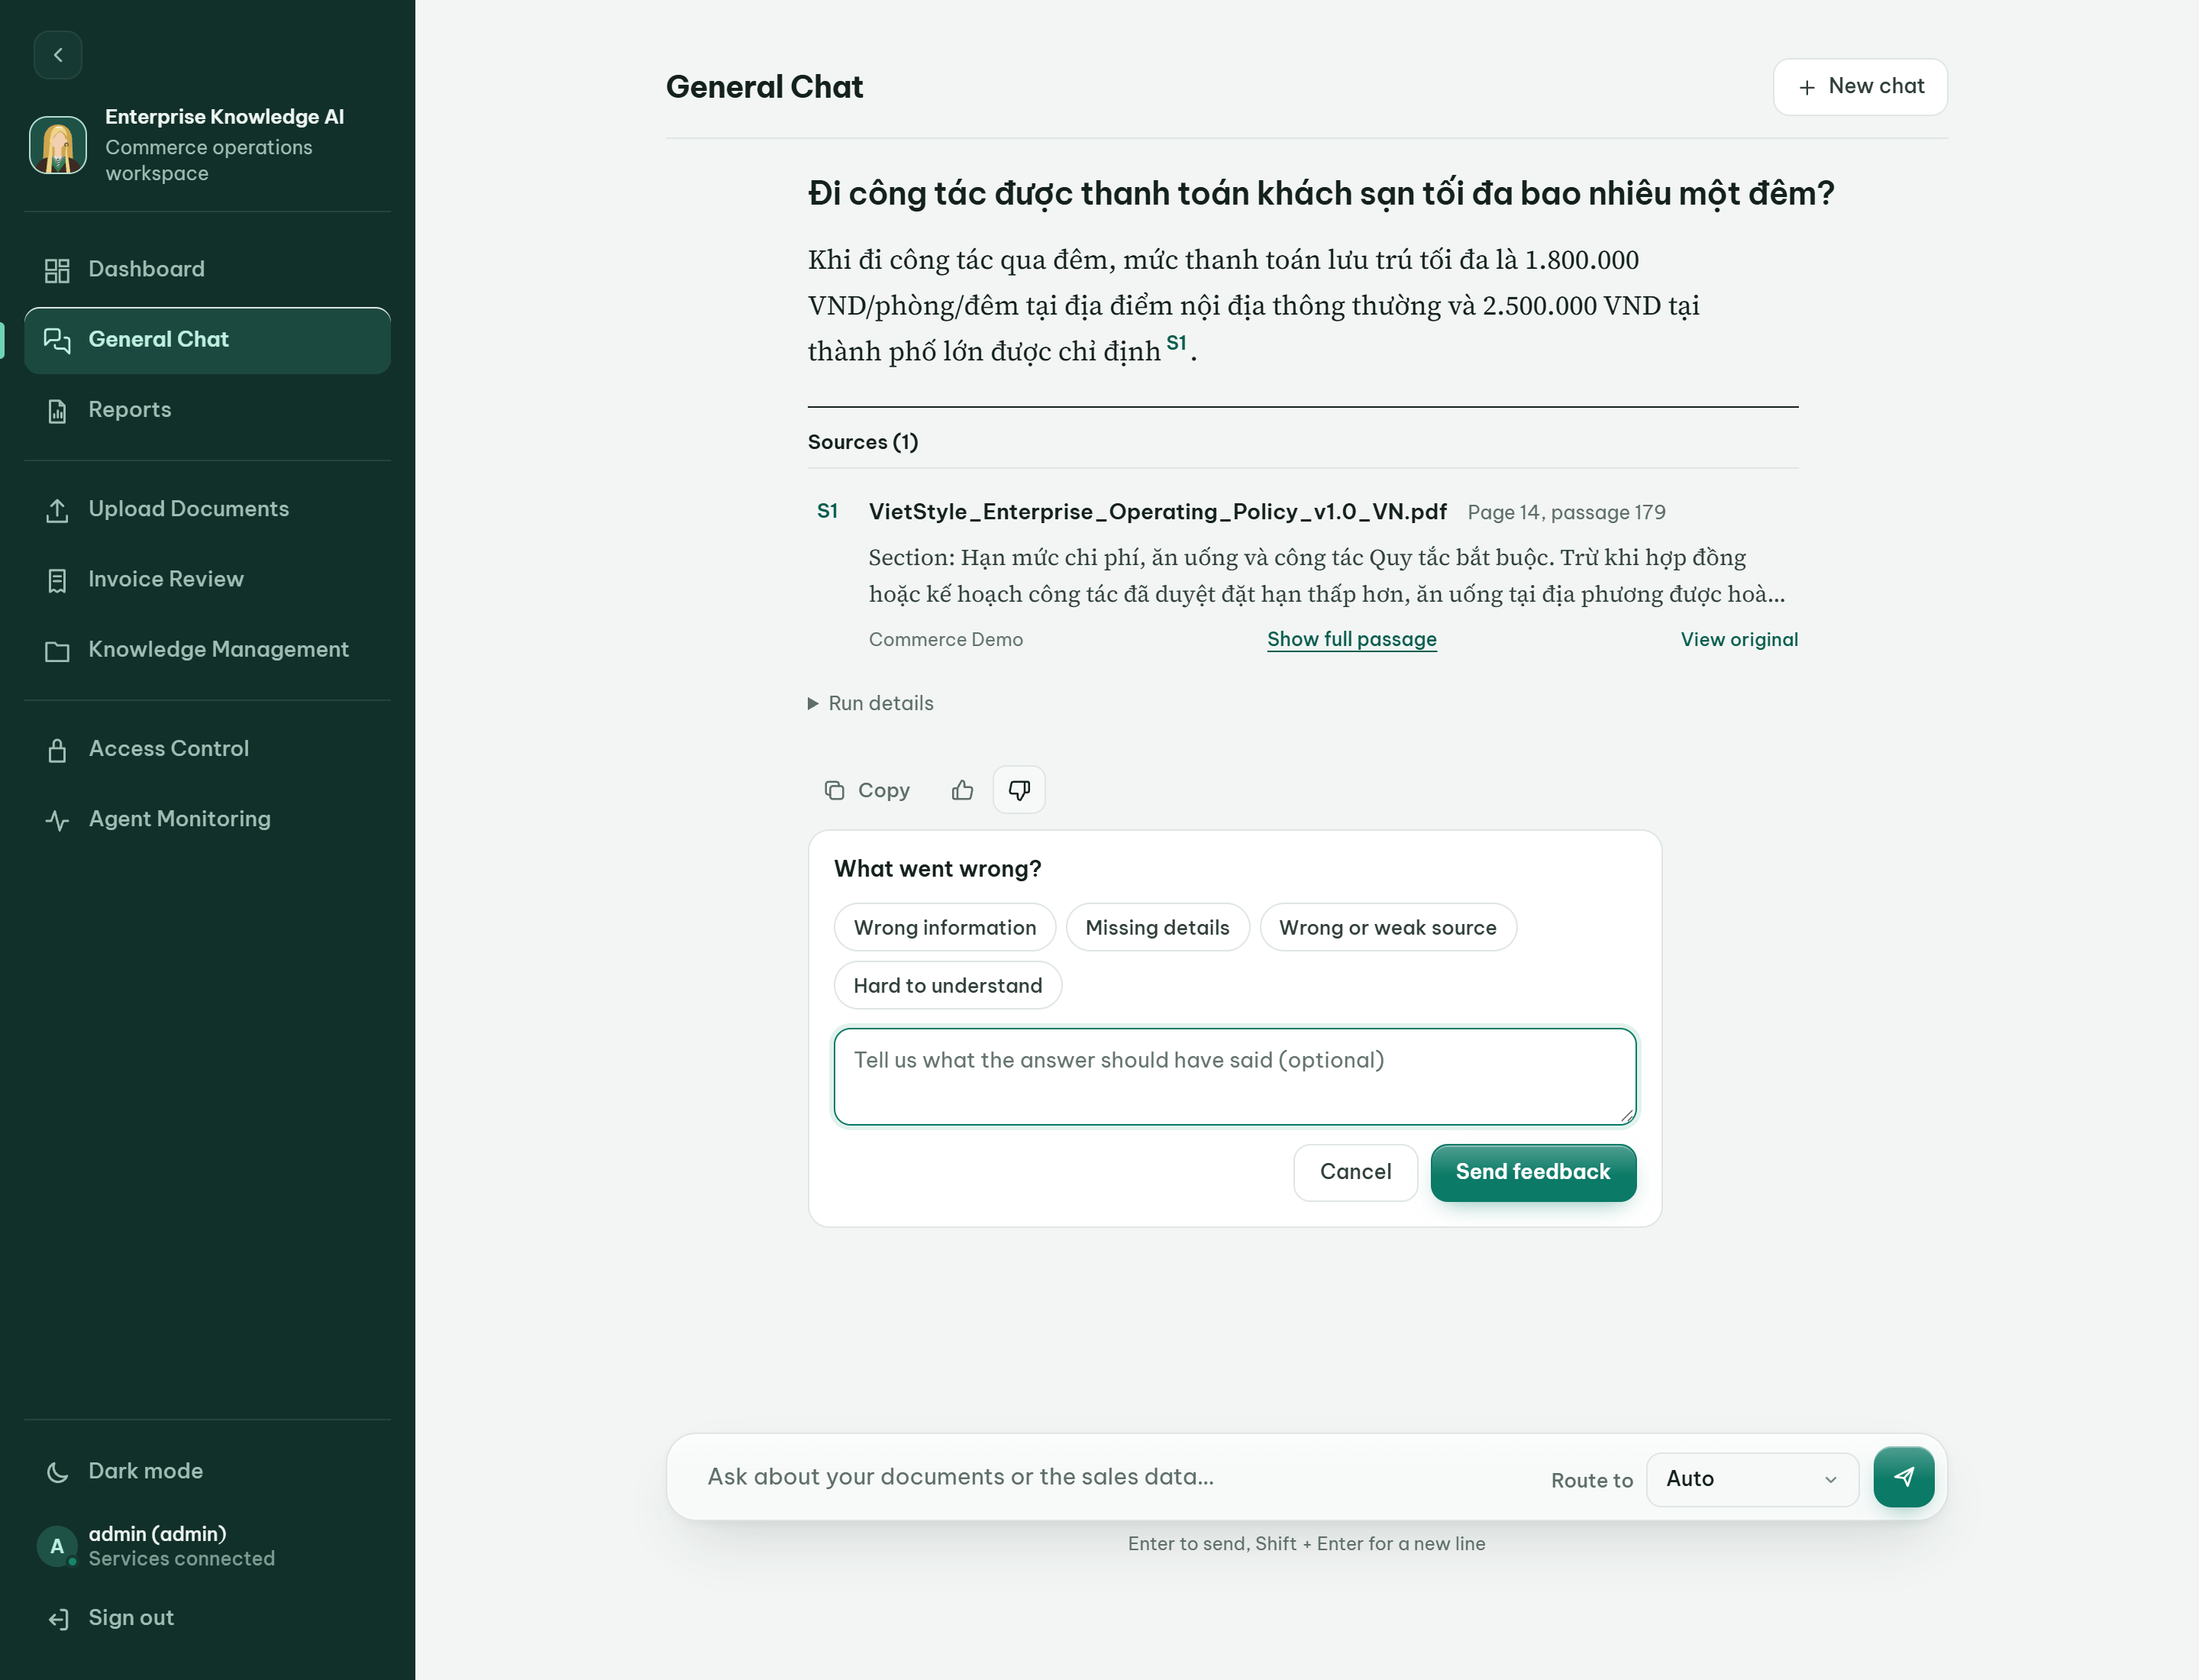 Enterprise Knowledge AI
Commerce operations
workspace
Dashboard
General Chat
Reports
Upload Documents
Invoice Review
Knowledge Management
Access Control
Agent Monitoring
Dark mode
A
admin (admin)
Services connected
Sign out
General Chat
New chat
Đi công tác được thanh toán khách sạn tối đa bao nhiêu một đêm?
Khi đi công tác qua đêm, mức thanh toán lưu trú tối đa là 1.800.000
VND/phòng/đêm tại địa điểm nội địa thông thường và 2.500.000 VND tại
thành phố lớn được chỉ định S1.
Sources (1)
S1 VietStyle_Enterprise_Operating_Policy_v1.0_VN.pdf Page 14, passage 179
Section: Hạn mức chi phí, ăn uống và công tác Quy tắc bắt buộc. Trừ khi hợp đồng
hoặc kế hoạch công tác đã duyệt đặt hạn thấp hơn, ăn uống tại địa phương được hoà...
Commerce Demo Show full passage View original
Run details
Copy
What went wrong?
Wrong information Missing details Wrong or weak source
Hard to understand
Tell us what the answer should have said (optional)
Cancel Send feedback
Ask about your documents or the sales data... Route to Auto
Enter to send, Shift + Enter for a new line